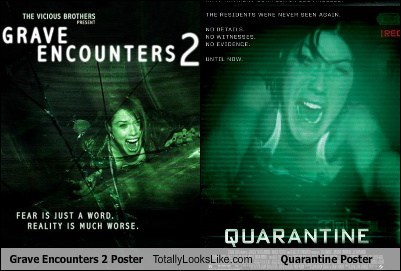 THE VICIOUS BROTHERS
PRESENT
GRAVE
ENCOUNTERS 2
FEAR IS JUST A WORD.
REALITY IS MUCH WORSE.
THE RESIDENTS WERE NEVER SEEN AGAIN.
NO DETAILS.
NO WITNESSES.
NO EVIDENCE.
UNTIL NOW.
QUARANTINE
Grave Encounters 2 Poster TotallyLooksLike.com Quarantine Poster